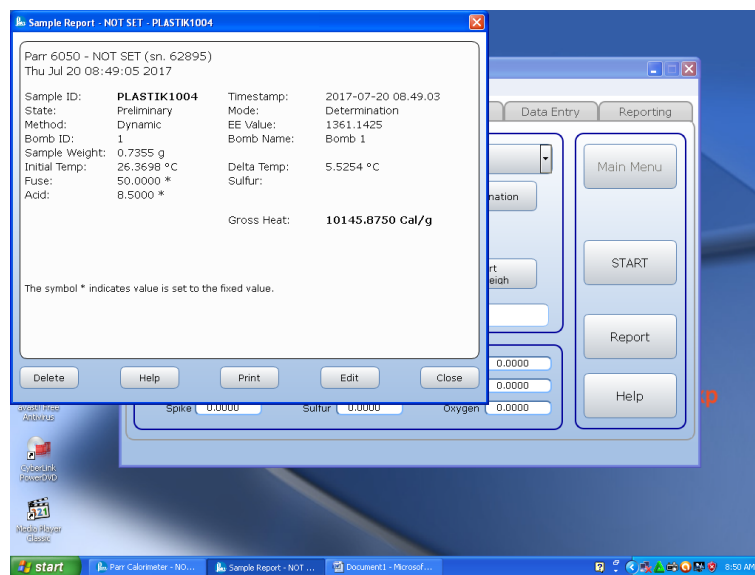 Sample Report - NOT SET - PLASTIK1004
Parr 6050 - NOT SET (sn. 62895)
Thu Jul 20 08:49:05 2017
Sample ID: PLASTIK1004 Timestamp: 2017-07-20 08.49.03
State: Preliminary Mode: Determination
Method: Dynamic EE Value: 1361.1425
Bomb ID: 1 Bomb Name: Bomb 1
Sample Weight: 0.7355 g
Initial Temp: 26.3698 °C Delta Temp: 5.5254 °C
Fuse: 50.0000 * Sulfur:
Acid: 8.5000 *
Gross Heat: 10145.8750 Cal/g
The symbol * indicates value is set to the fixed value.
Delete Help Print Edit Close
Data Entry Reporting
Main Menu
nation
START
rt
eigh
Report
0.0000
0.0000
Help
Spike 0.0000 Sulfur 0.0000 Oxygen 0.0000
avast! Free
Antivirus
CyberLink
PowerDVD
321
Media Player
Classic
start Parr Calorimeter - NO... Sample Report - NOT ... Document1 - Microsof... 8:50 AM